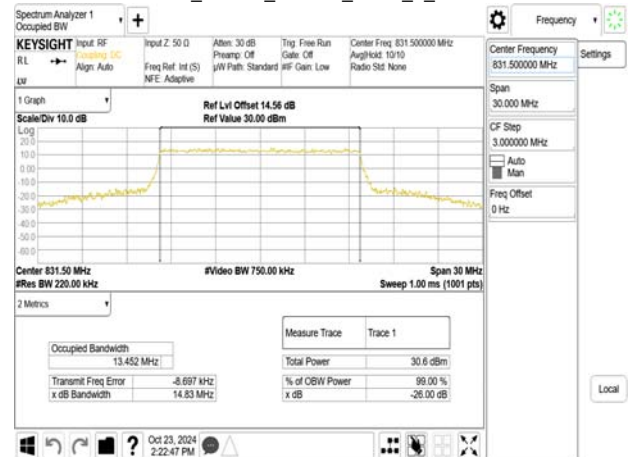 Spectrum Analyzer 1
Occupied BW
Frequency
KEYSIGHT
Input: RF
Coupling: DC
Align: Auto
Input Z: 50 Ω
Freq Ref: Int (S)
NFE: Adaptive
Atten: 30 dB
Preamp: Off
µW Path: Standard
Trig: Free Run
Gate: Off
#IF Gain: Low
Center Freq: 831.500000 MHz
Avg|Hold: 10/10
Radio Std: None
RL
Center Frequency
831.500000 MHz
Settings
Span
30.000 MHz
CF Step
3.000000 MHz
Auto
Man
Freq Offset
0 Hz
Local
1 Graph
Scale/Div 10.0 dB
Ref Lvl Offset 14.56 dB
Ref Value 30.00 dBm
Log
20.0
10.0
0.00
-10.0
-20.0
-30.0
-40.0
-50.0
-60.0
Center 831.50 MHz
#Res BW 220.00 kHz
#Video BW 750.00 kHz
Span 30 MHz
Sweep 1.00 ms (1001 pts)
2 Metrics
Measure Trace
Trace 1
Occupied Bandwidth
13.452 MHz
Total Power
30.6 dBm
Transmit Freq Error
-8.697 kHz
% of OBW Power
99.00 %
x dB Bandwidth
14.83 MHz
x dB
-26.00 dB
Oct 23, 2024
2:22:47 PM